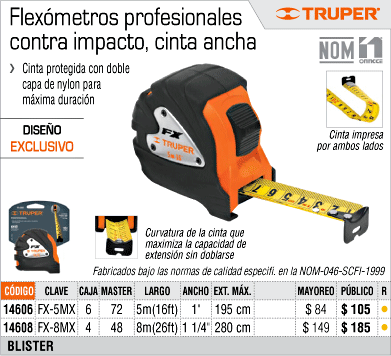 Flexómetros profesionales
contra impacto, cinta ancha
TRUPER
NOM
Cinta protegida con doble
capa de nylon para
máxima duración
DISEÑO
EXCLUSIVO
Cinta impresa
por ambos lados
FX
TRUPER
5m
Curvatura de la cinta que
maximiza la capacidad de
extensión sin doblarse
Fabricados bajo las normas de calidad especifi. en la NOM-046-SCFI-1999
CÓDIGO CLAVE CAJA MASTER LARGO ANCHO EXT. MÁX. MAYOREO PÚBLICO R
14606 FX-5MX 6 72 5m(16ft) 1" 195 cm $ 84 $ 105
14608 FX-8MX 4 48 8m(26ft) 1 1/4" 280 cm $ 149 $ 185
BLISTER